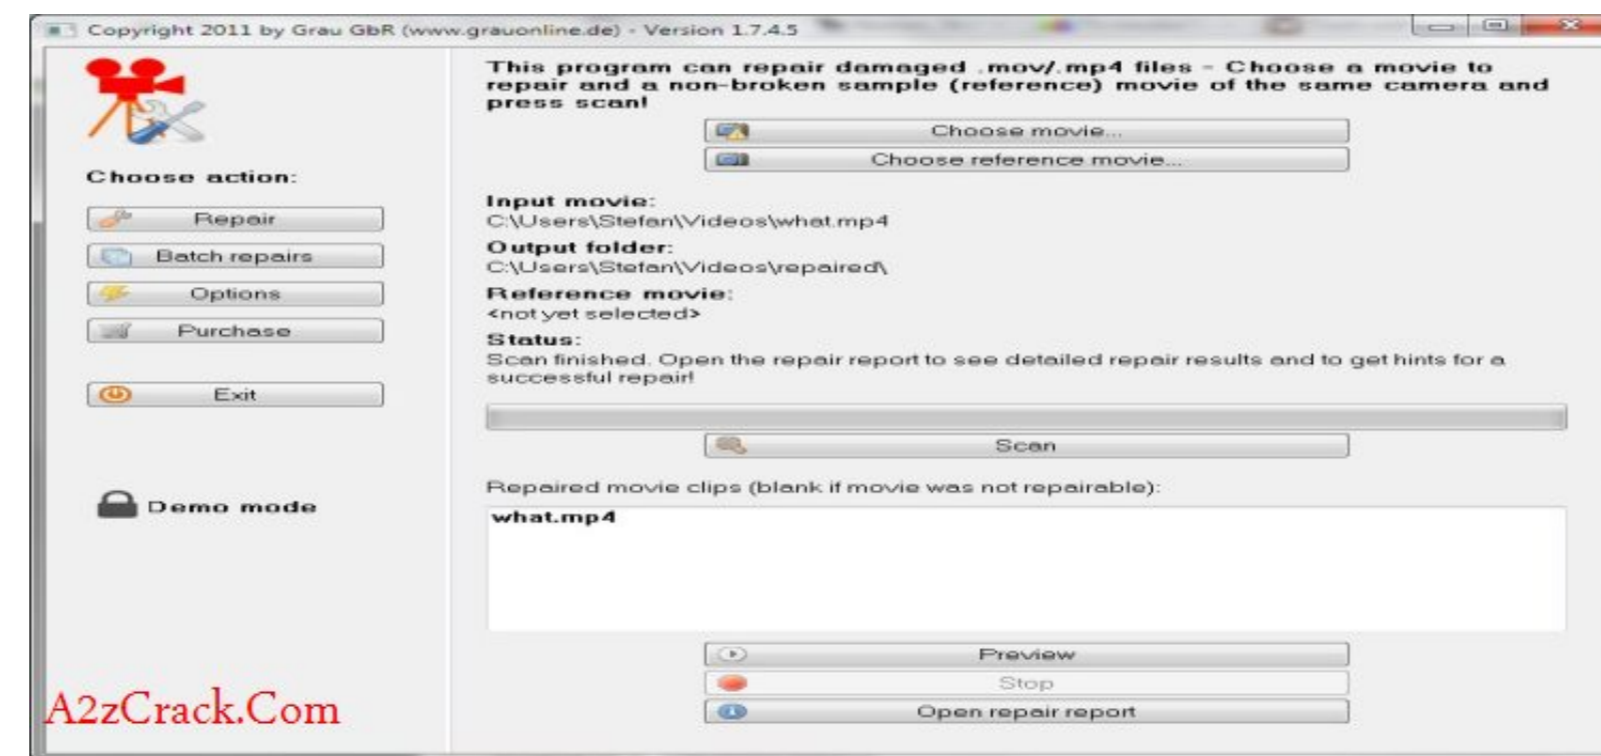 Copyright 2011 by Grau GbR (www.grauonline.de) - Version 1.7.4.5
Choose action:
Repair
Batch repairs
Options
Purchase
Exit
Demo mode
A2zCrack.Com
This program can repair damaged .mov/.mp4 files - Choose a movie to
repair and a non-broken sample (reference) movie of the same camera and
press scan!
Choose movie...
Choose reference movie...
Input movie:
C:\Users\Stefan\Videos\what.mp4
Output folder:
C:\Users\Stefan\Videos\repaired\
Reference movie:
<not yet selected>
Status:
Scan finished. Open the repair report to see detailed repair results and to get hints for a
successful repair!
Scan
Repaired movie clips (blank if movie was not repairable):
what.mp4
Preview
Stop
Open repair report